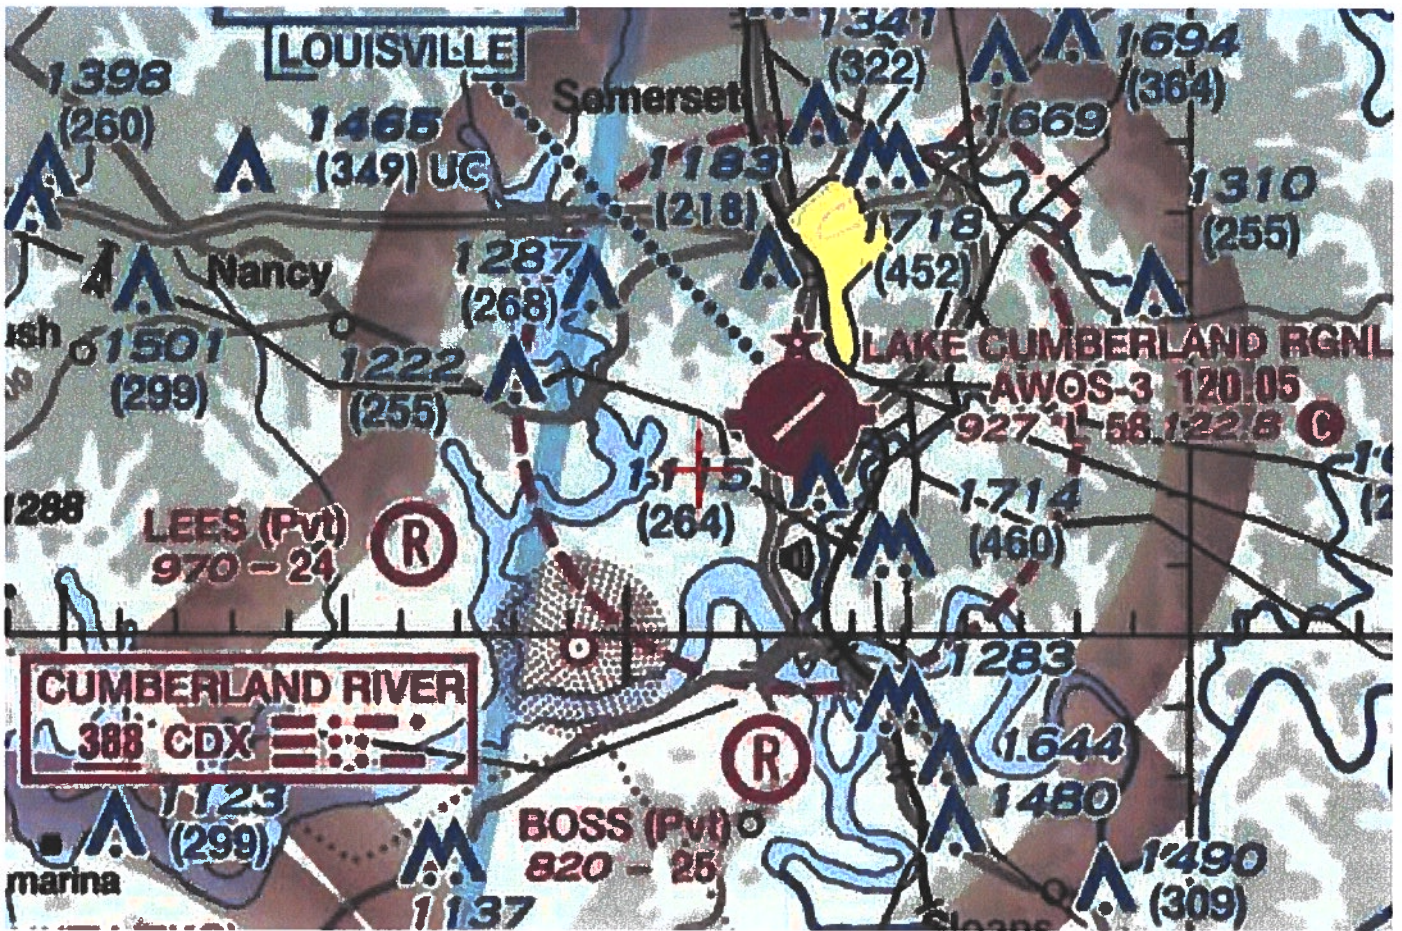 LOUISVILLE
1341
(322)
1694
(364)
1398
(260)
Somerset
1465
(349) UC
1669
1183
(218)
1310
(255)
1718
(452)
Nancy
1287
(268)
1501
(299)
1222
(255)
LAKE CUMBERLAND RGNL
AWOS-3 120.05
927 L 58 122.8 C
1115
(264)
1714
(460)
1288
LEES (Pvt)
970 - 24
R
CUMBERLAND RIVER
388 CDX
1283
R
1644
1480
1123
(299)
BOSS (Pvt)
820 - 25
1490
(309)
marina
1137